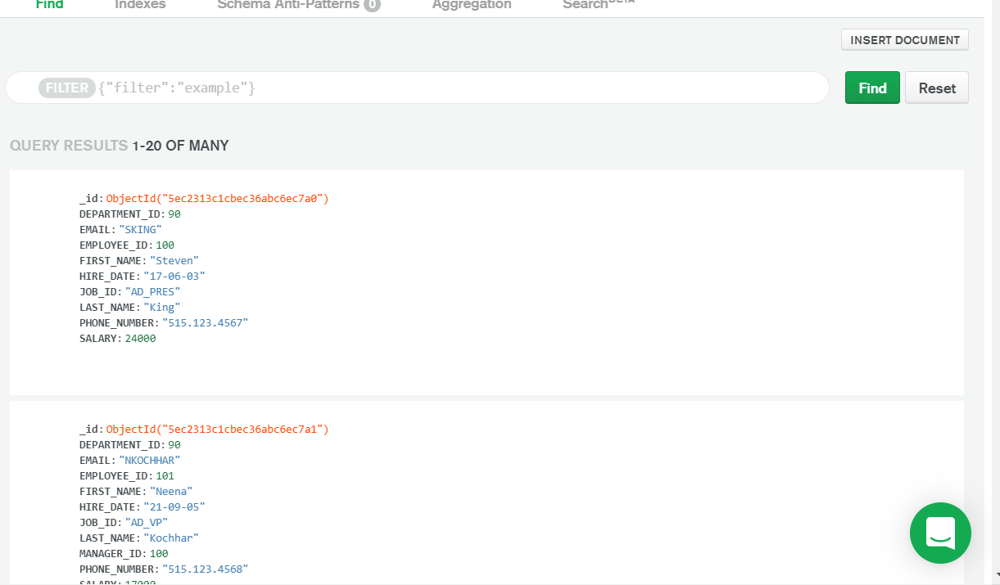 Find Indexes Schema Anti-Patterns 0 Aggregation Search BETA
INSERT DOCUMENT
FILTER {"filter":"example"} Find Reset
QUERY RESULTS 1-20 OF MANY
_id: ObjectId("5ec2313c1cbec36abc6ec7a0")
DEPARTMENT_ID: 90
EMAIL: "SKING"
EMPLOYEE_ID: 100
FIRST_NAME: "Steven"
HIRE_DATE: "17-06-03"
JOB_ID: "AD_PRES"
LAST_NAME: "King"
PHONE_NUMBER: "515.123.4567"
SALARY: 24000
_id: ObjectId("5ec2313c1cbec36abc6ec7a1")
DEPARTMENT_ID: 90
EMAIL: "NKOCHHAR"
EMPLOYEE_ID: 101
FIRST_NAME: "Neena"
HIRE_DATE: "21-09-05"
JOB_ID: "AD_VP"
LAST_NAME: "Kochhar"
MANAGER_ID: 100
PHONE_NUMBER: "515.123.4568"
SALARY: 17000